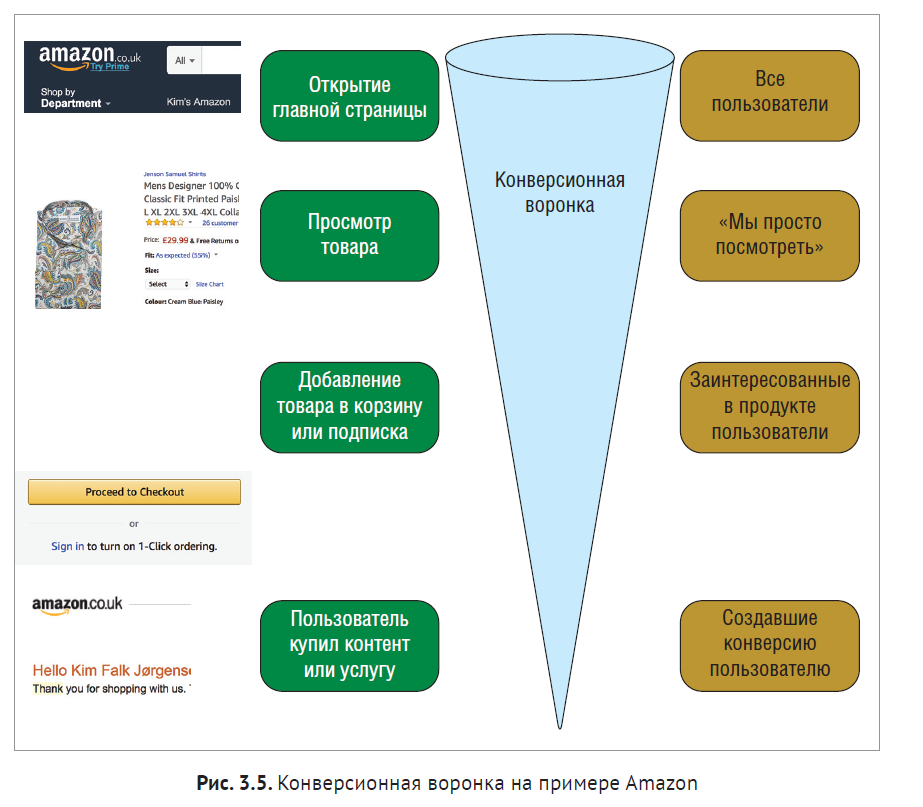 amazon.co.uk
Try Prime
All
Shop by
Department
Kim's Amazon
Открытие
главной страницы
Все
пользователи
Конверсионная
воронка
Jenson Samuel Shirts
Mens Designer 100% C
Classic Fit Printed Paisl
L XL 2XL 3XL 4XL Colla
26 customer
Price: £29.99 & Free Returns o
Fit: As expected (55%)
Size:
Select Size Chart
Colour: Cream Blue Paisley
Просмотр
товара
«Мы просто
посмотреть»
Добавление
товара в корзину
или подписка
Заинтересованные
в продукте
пользователи
Proceed to Checkout
or
Sign in to turn on 1-Click ordering.
amazon.co.uk
Hello Kim Falk Jørgense
Thank you for shopping with us.
Пользователь
купил контент
или услугу
Создавшие
конверсию
пользователю
Рис. 3.5. Конверсионная воронка на примере Amazon